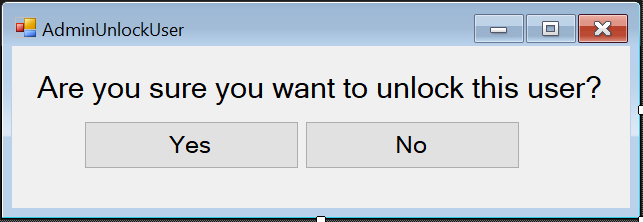 AdminUnlockUser
Are you sure you want to unlock this user?
Yes No